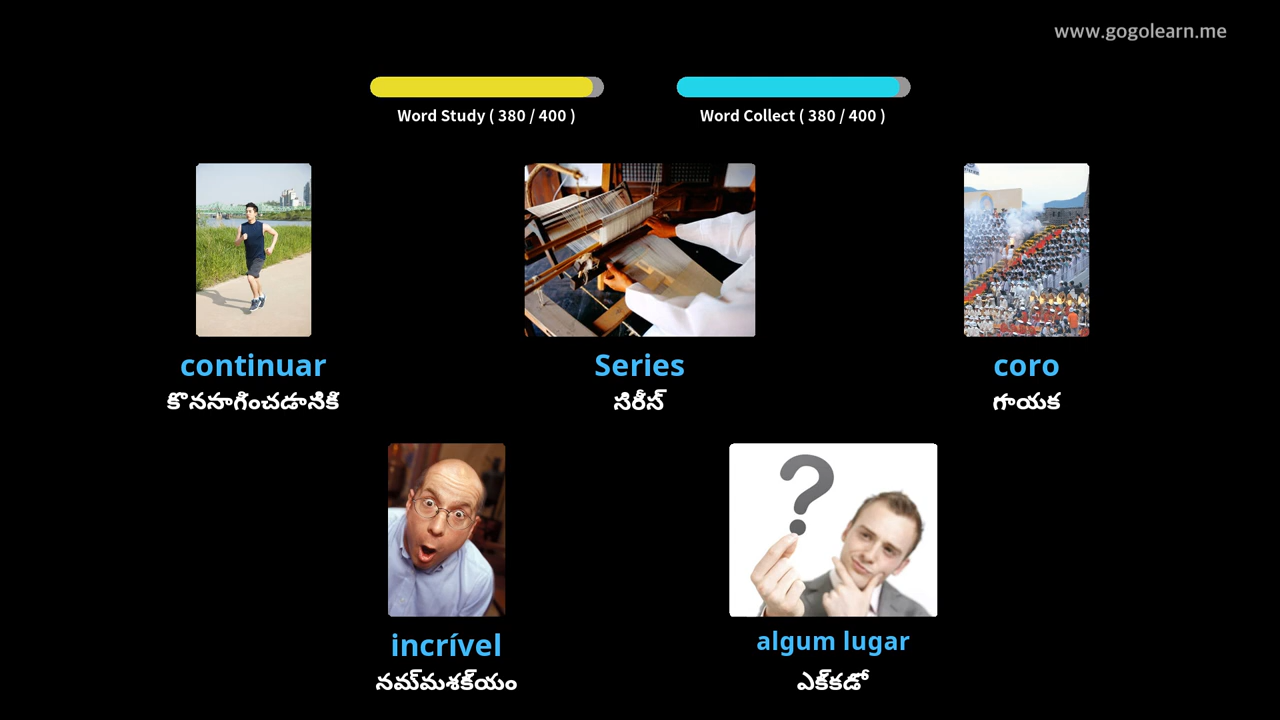 www.gogolearn.me
Word Study ( 380 / 400 )
Word Collect ( 380 / 400 )
continuar
కొననాగించడానికి
Series
సిరీస్
coro
గాయక
incrível
నమ్మశక్యం
algum lugar
ఎక్కడో